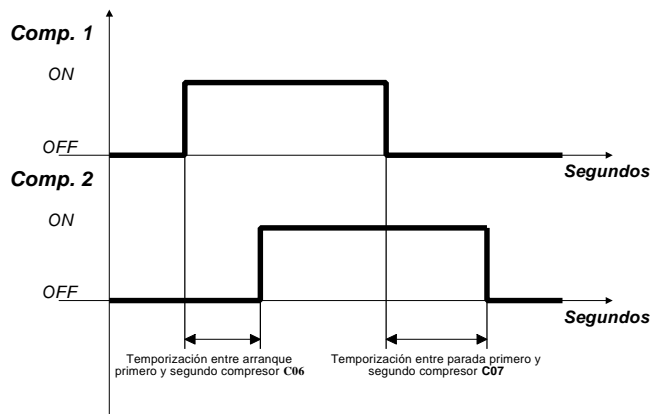 Comp. 1
ON
OFF
Segundos
Comp. 2
ON
OFF
Segundos
Temporización entre arranque
primero y segundo compresor C06
Temporización entre parada primero y
segundo compresor C07